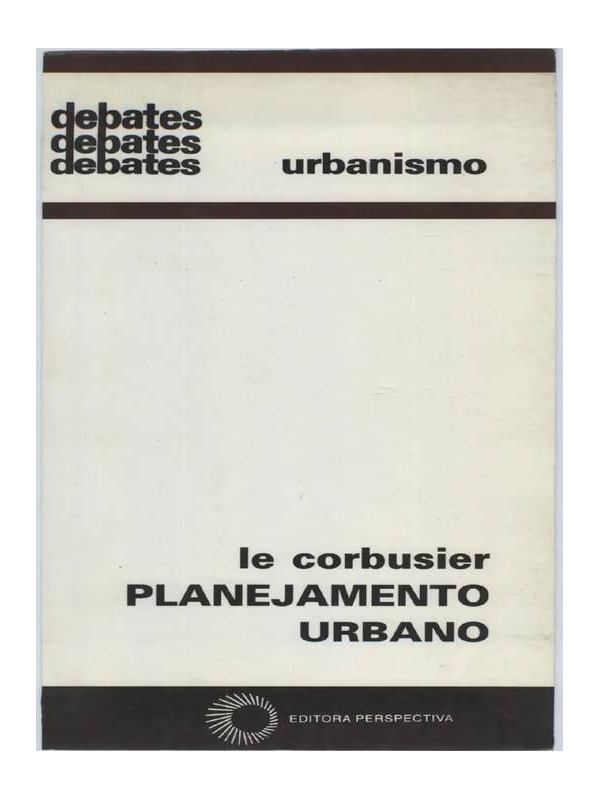 debates
debates
debates
urbanismo
le corbusier
PLANEJAMENTO
URBANO
EDITORA PERSPECTIVA